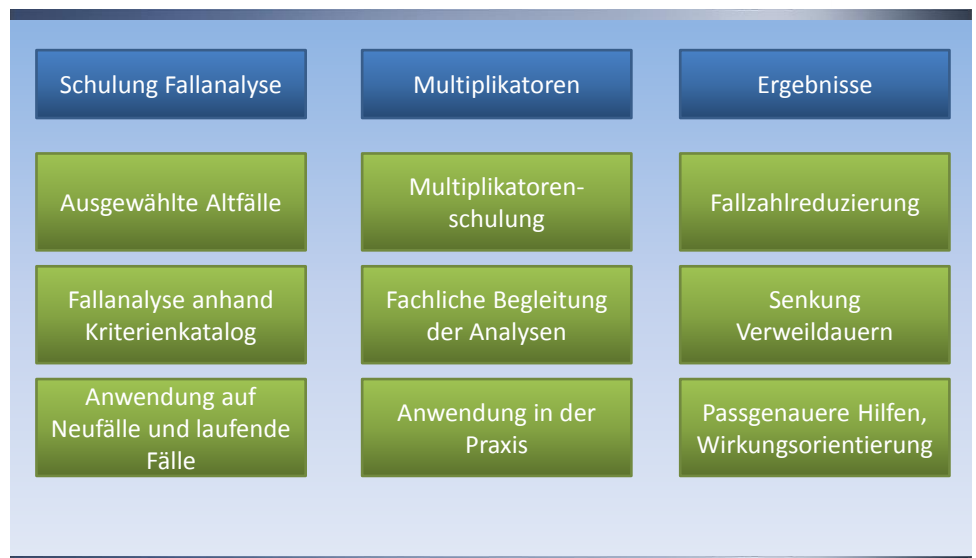 Schulung Fallanalyse
Multiplikatoren
Ergebnisse
Ausgewählte Altfälle
Multiplikatoren-
schulung
Fallzahlreduzierung
Fallanalyse anhand
Kriterienkatalog
Fachliche Begleitung
der Analysen
Senkung
Verweildauern
Anwendung auf
Neufälle und laufende
Fälle
Anwendung in der
Praxis
Passgenauere Hilfen,
Wirkungsorientierung